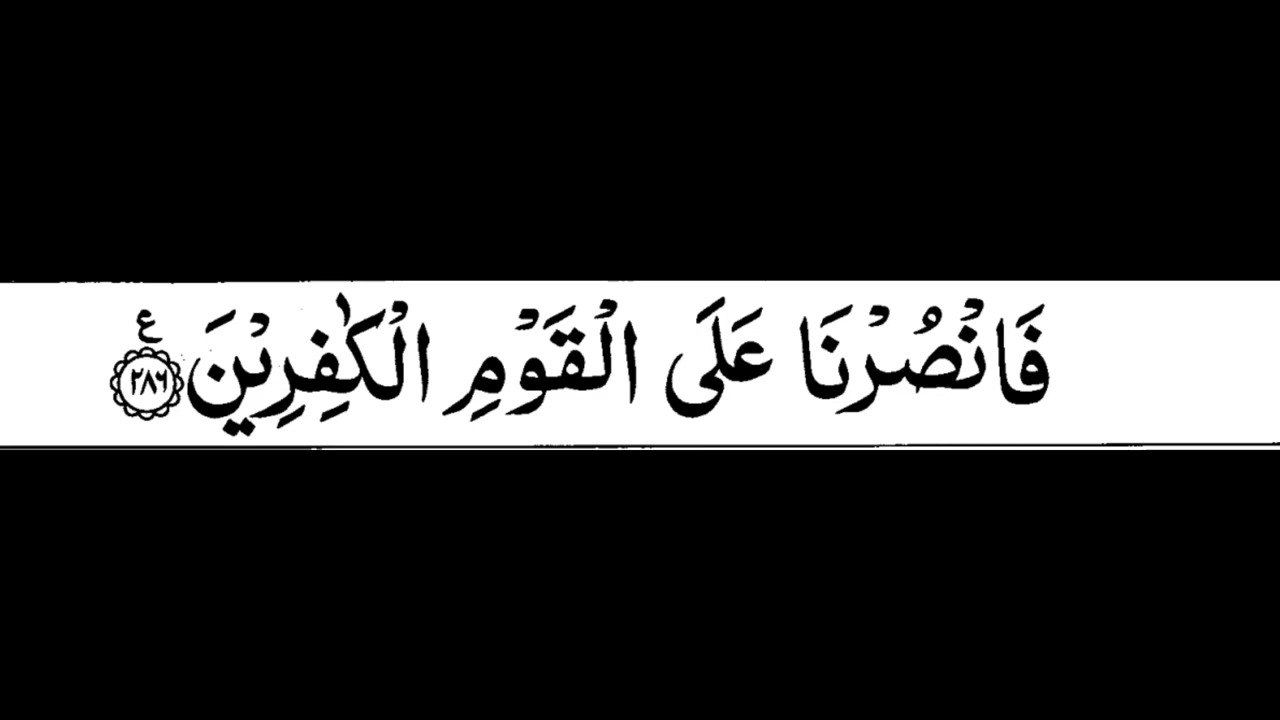 فَانْصُرْنَا عَلَى الْقَوْمِ الْكٰفِرِيْنَ ۝٢٨٦ ع